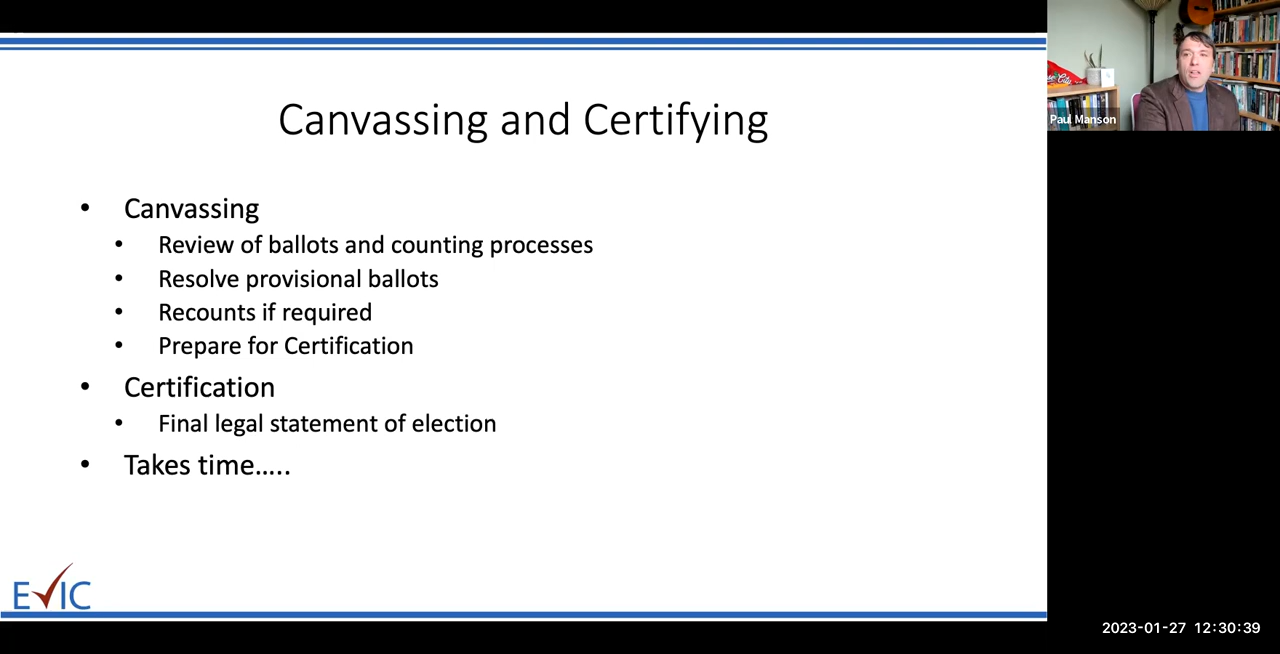 Canvassing and Certifying
• Canvassing
• Review of ballots and counting processes
• Resolve provisional ballots
• Recounts if required
• Prepare for Certification
• Certification
• Final legal statement of election
• Takes time…..
EVIC
Paul Manson
2023-01-27 12:30:39